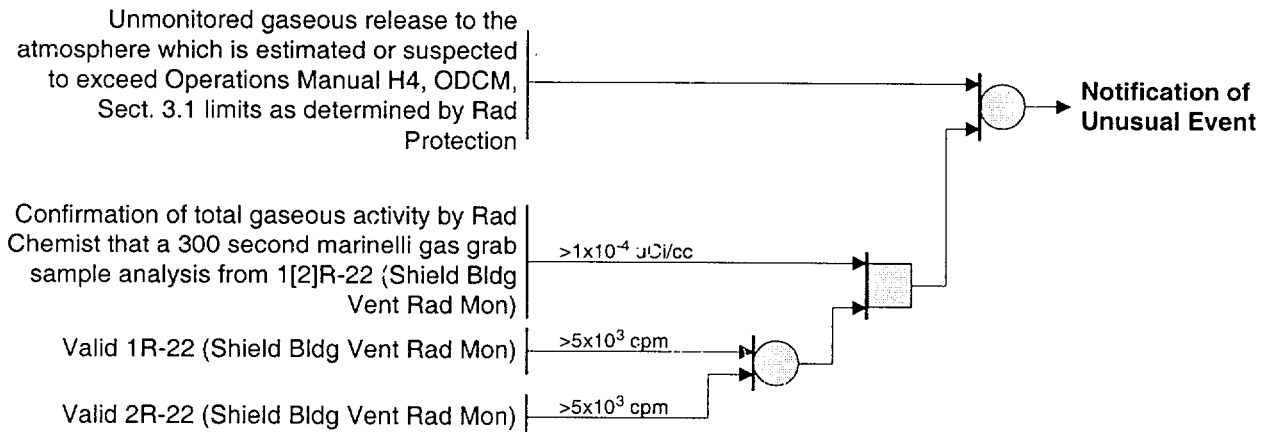 Unmonitored gaseous release to the
atmosphere which is estimated or suspected
to exceed Operations Manual H4, ODCM,
Sect. 3.1 limits as determined by Rad
Protection
Notification of
Unusual Event
Confirmation of total gaseous activity by Rad
Chemist that a 300 second marinelli gas grab
sample analysis from 1[2]R-22 (Shield Bldg
Vent Rad Mon)
>1x10⁻⁴ uCi/cc
Valid 1R-22 (Shield Bldg Vent Rad Mon)
>5x10³ cpm
Valid 2R-22 (Shield Bldg Vent Rad Mon)
>5x10³ cpm